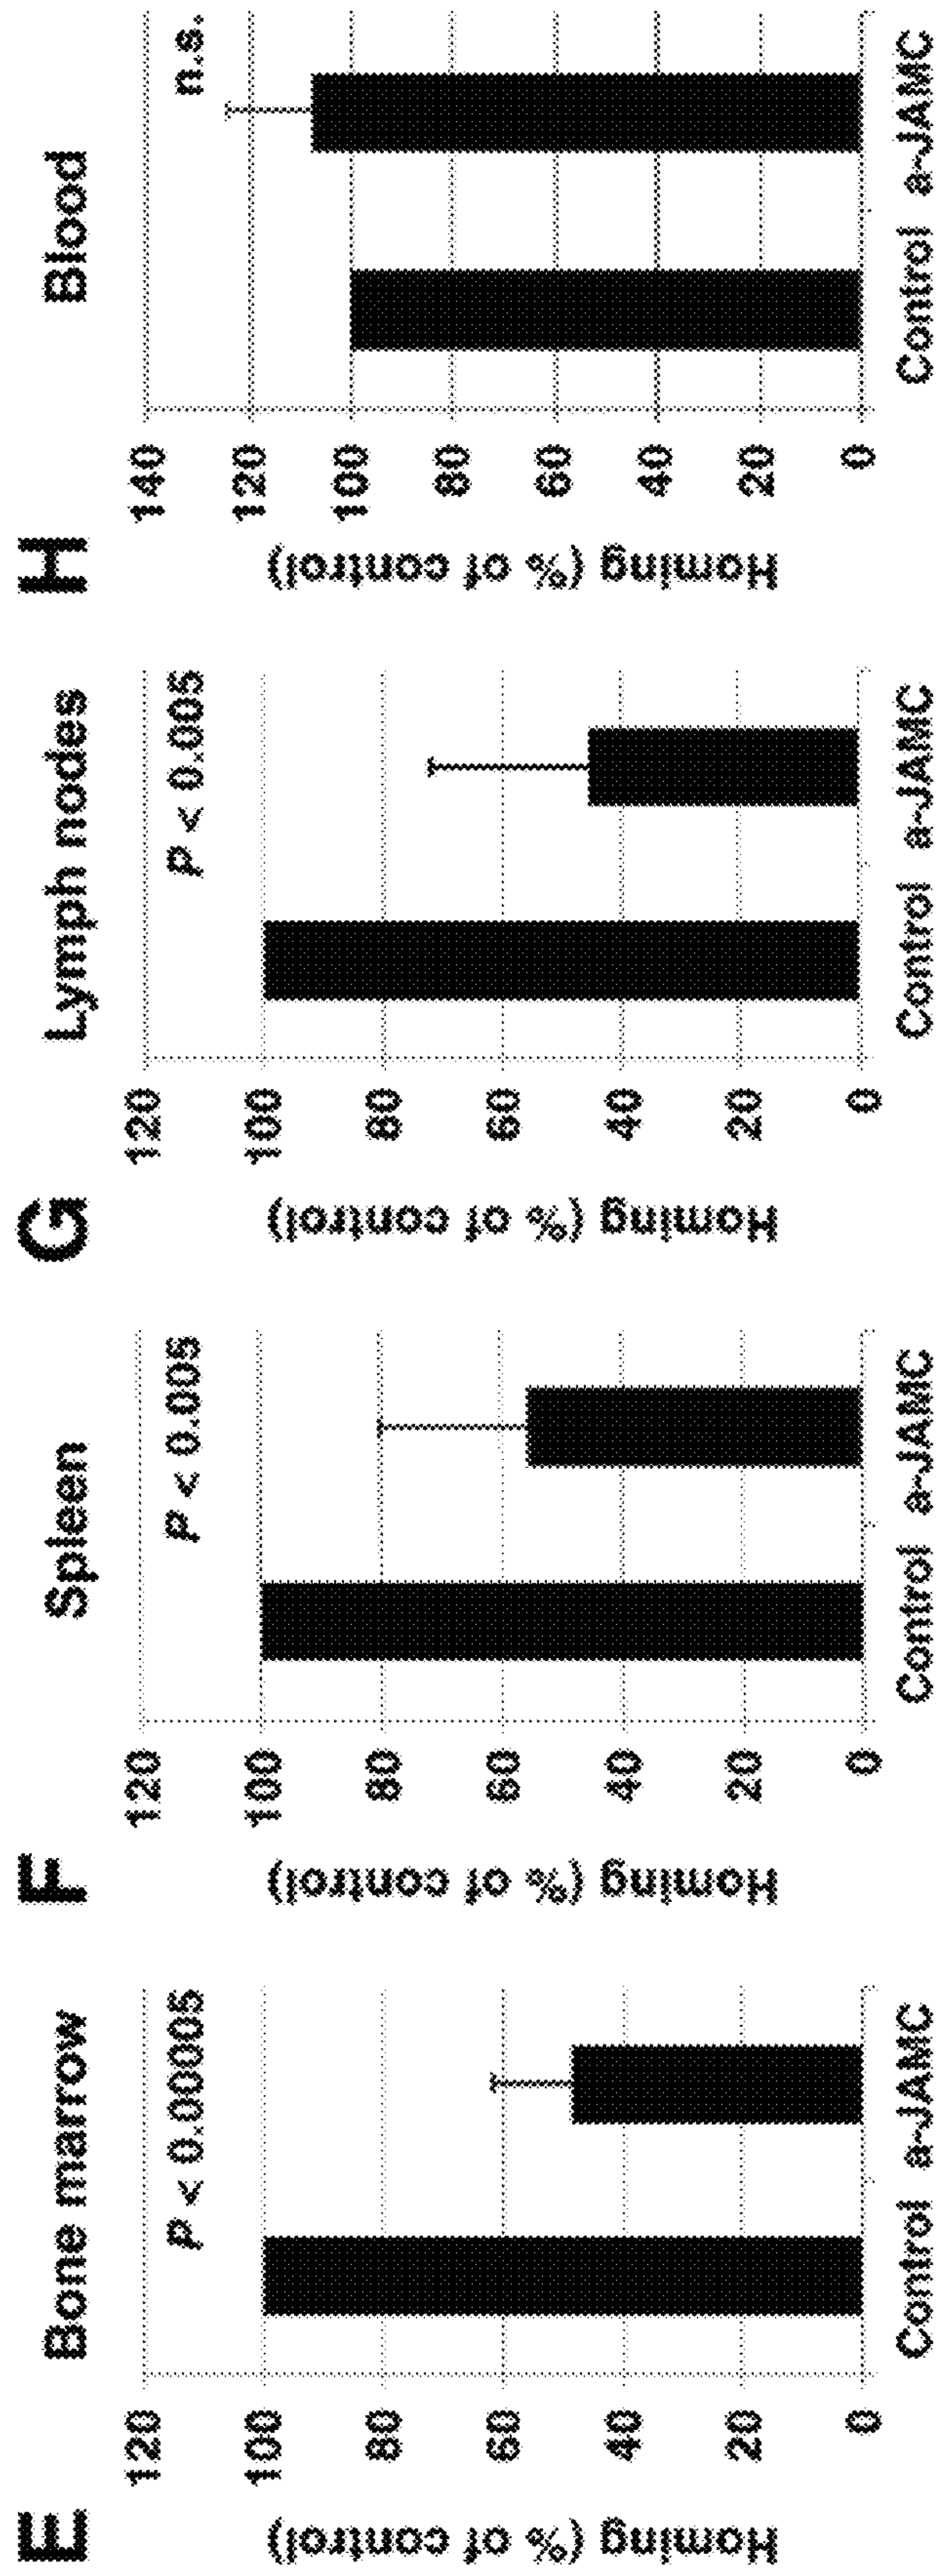 E
Bone marrow
P < 0.00005
Homing (% of control)
120
100
80
60
40
20
0
Control a-JAMC
F
Spleen
P < 0.005
Homing (% of control)
120
100
80
60
40
20
0
Control a-JAMC
G
Lymph nodes
P < 0.005
Homing (% of control)
120
100
80
60
40
20
0
Control a-JAMC
H
Blood
n.s.
Homing (% of control)
140
120
100
80
60
40
20
0
Control a-JAMC